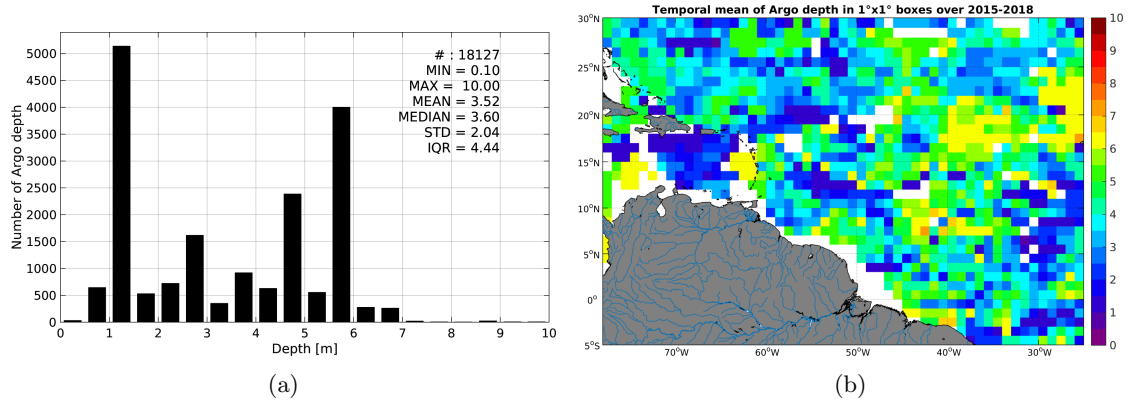 # : 18127
MIN = 0.10
MAX = 10.00
MEAN = 3.52
MEDIAN = 3.60
STD = 2.04
IQR = 4.44
5000
4500
4000
3500
3000
2500
2000
1500
1000
500
0
Number of Argo depth
0 1 2 3 4 5 6 7 8 9 10
Depth [m]
(a)
Temporal mean of Argo depth in 1°x1° boxes over 2015-2018
30°N
25°N
20°N
15°N
10°N
5°N
0°
5°S
70°W 60°W 50°W 40°W 30°W
10
9
8
7
6
5
4
3
2
1
0
(b)